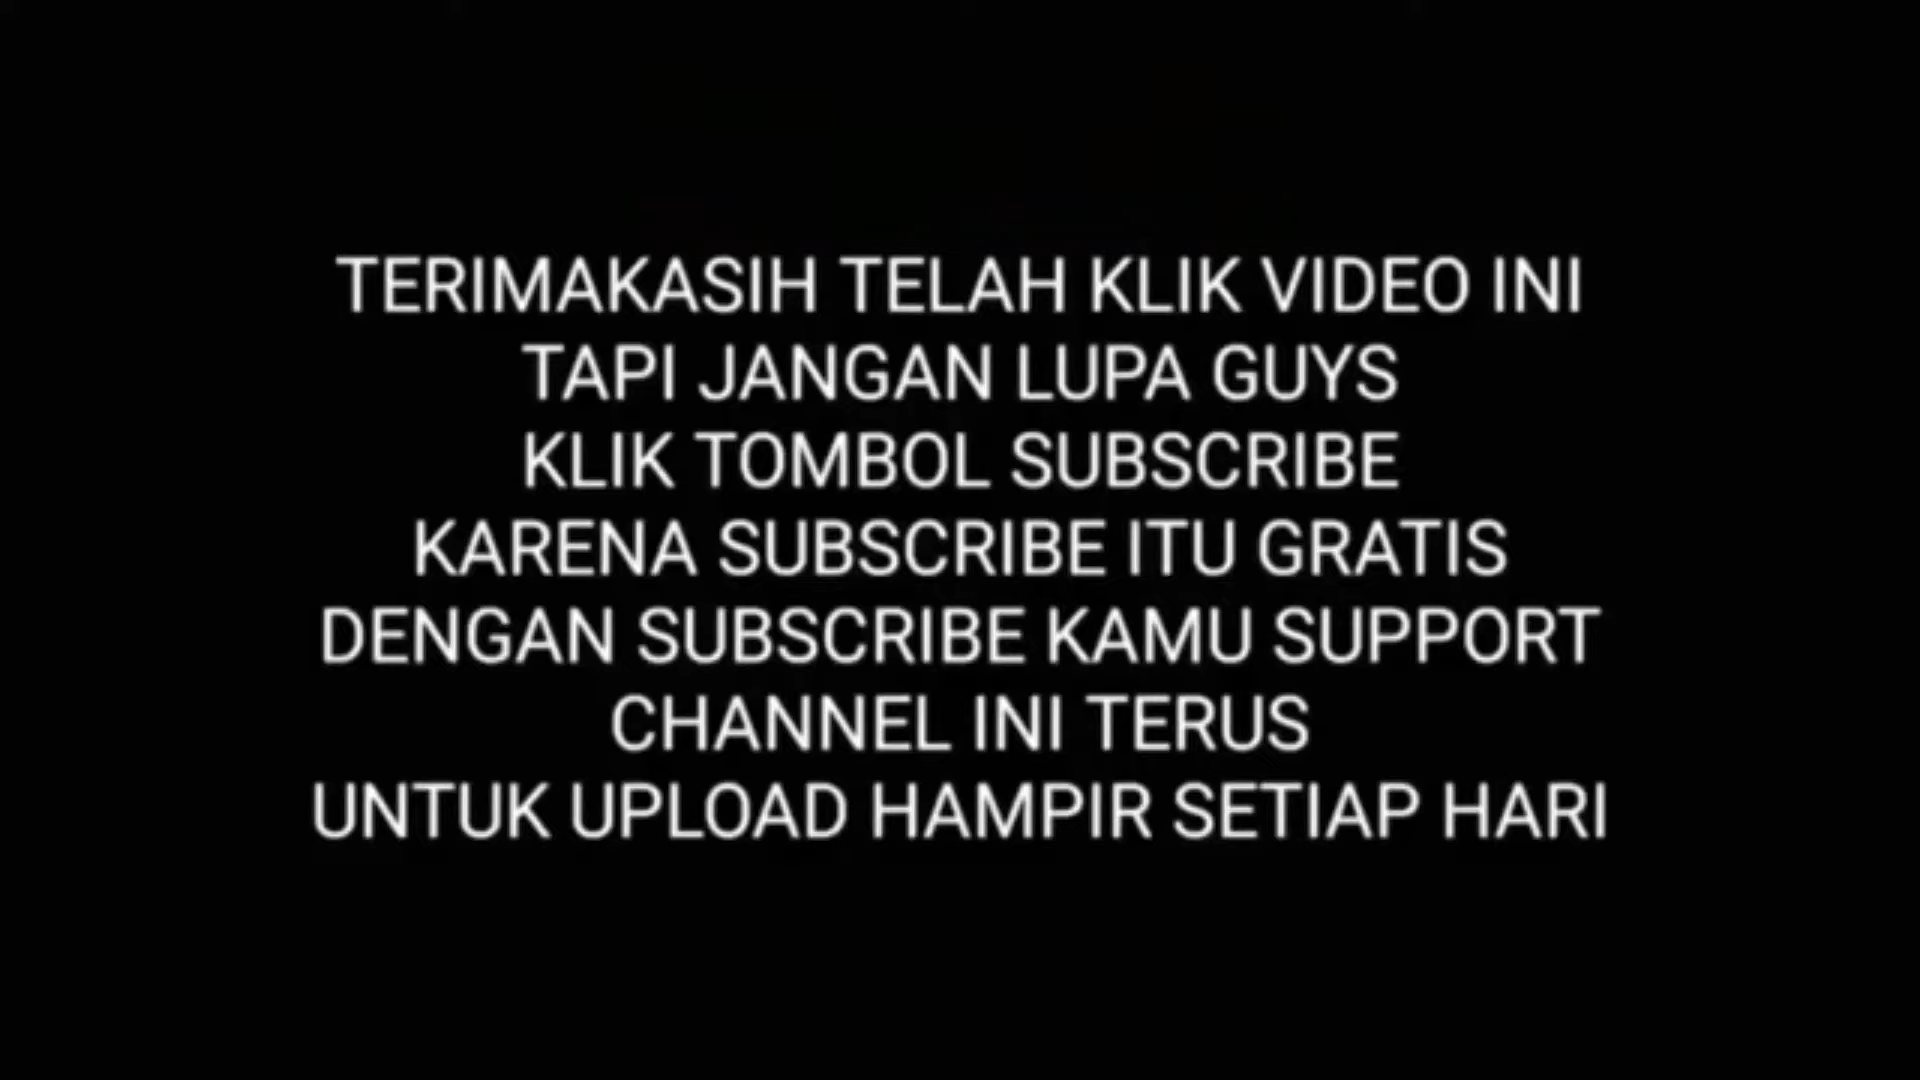 TERIMAKASIH TELAH KLIK VIDEO INI
TAPI JANGAN LUPA GUYS
KLIK TOMBOL SUBSCRIBE
KARENA SUBSCRIBE ITU GRATIS
DENGAN SUBSCRIBE KAMU SUPPORT
CHANNEL INI TERUS
UNTUK UPLOAD HAMPIR SETIAP HARI